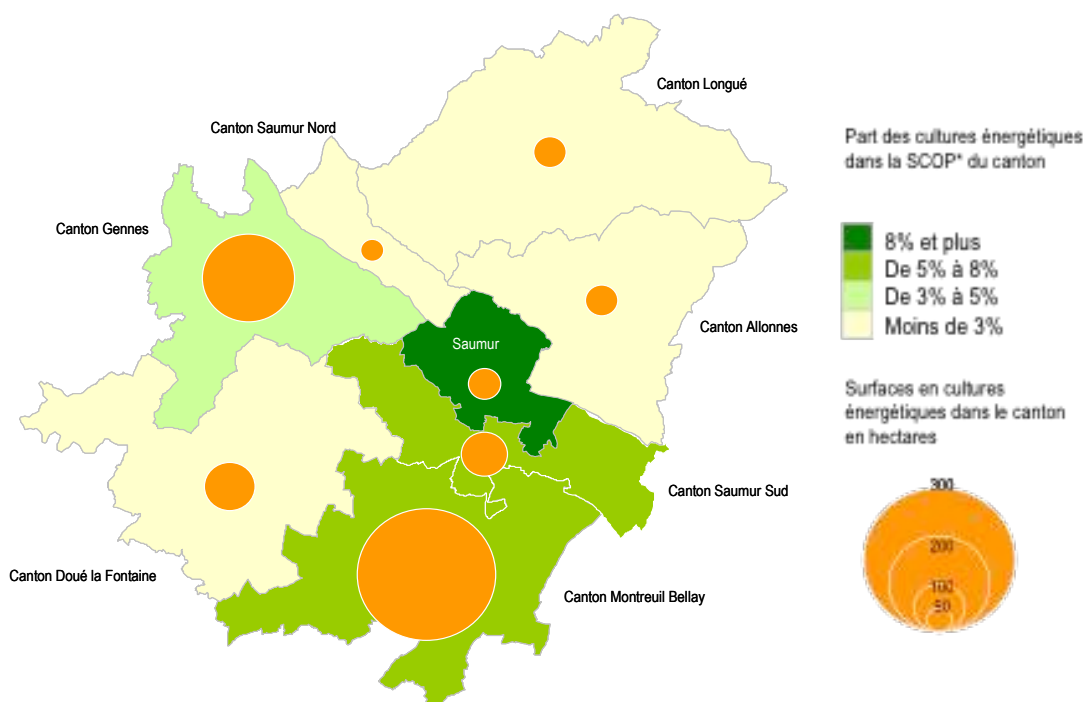 Canton Longué
Canton Saumur Nord
Canton Gennes
Canton Allonnes
Saumur
Canton Saumur Sud
Canton Doué la Fontaine
Canton Montreuil Bellay
Part des cultures énergétiques
dans la SCOP* du canton
8% et plus
De 5% à 8%
De 3% à 5%
Moins de 3%
Surfaces en cultures
énergétiques dans le canton
en hectares
300
200
100
50